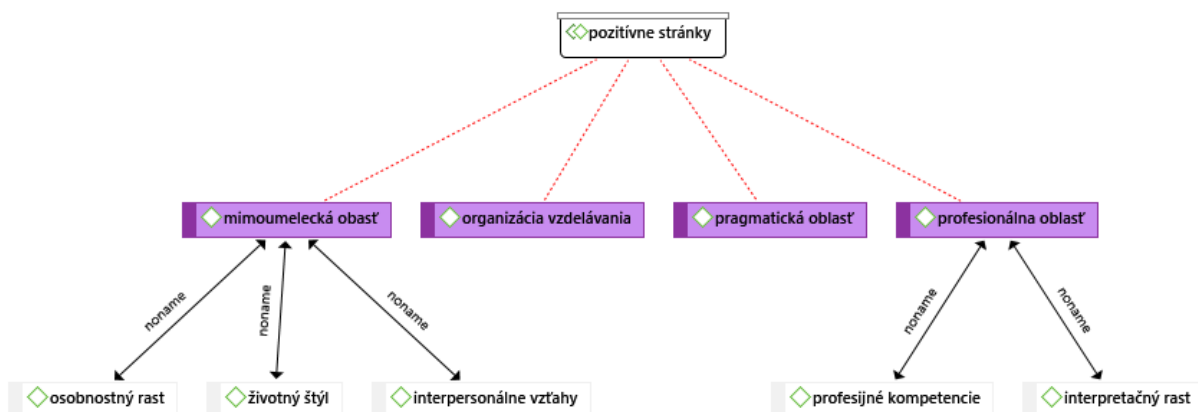 pozitívne stránky
mimoumelecká obasť
organizácia vzdelávania
pragmatická oblasť
profesionálna oblasť
noname
noname
noname
noname
noname
osobnostný rast
životný štýl
interpersonálne vzťahy
profesijné kompetencie
interpretačný rast